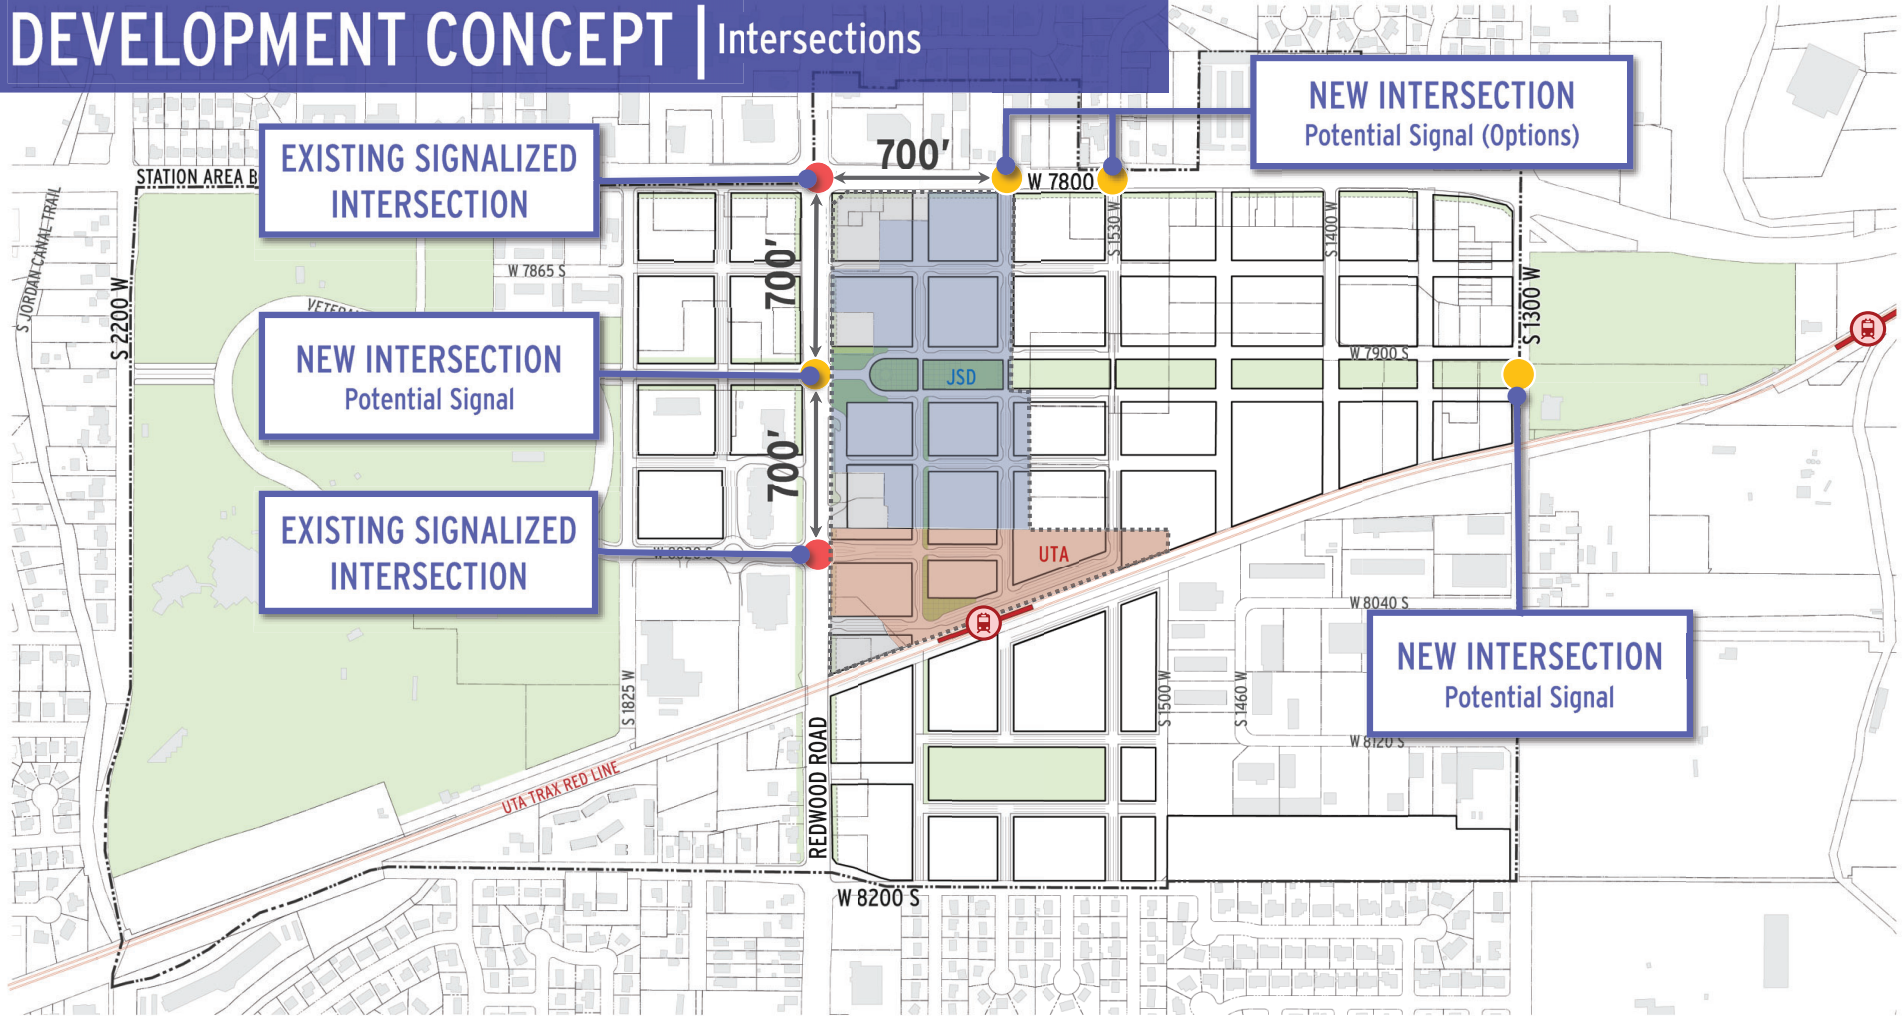 DEVELOPMENT CONCEPT | Intersections
NEW INTERSECTION
Potential Signal (Options)
EXISTING SIGNALIZED
INTERSECTION
700'
STATION AREA B
W 7800
S JORDAN CANAL TRAIL
S 2200 W
W 7865 S
700'
S 1530 W
S 1400 W
S 1300 W
VETERA
NEW INTERSECTION
Potential Signal
W 7900 S
JSD
700'
EXISTING SIGNALIZED
INTERSECTION
UTA
W 8040 S
NEW INTERSECTION
Potential Signal
S 1825 W
S 1500 W
S 1460 W
W 8120 S
REDWOOD ROAD
UTA TRAX RED LINE
W 8200 S